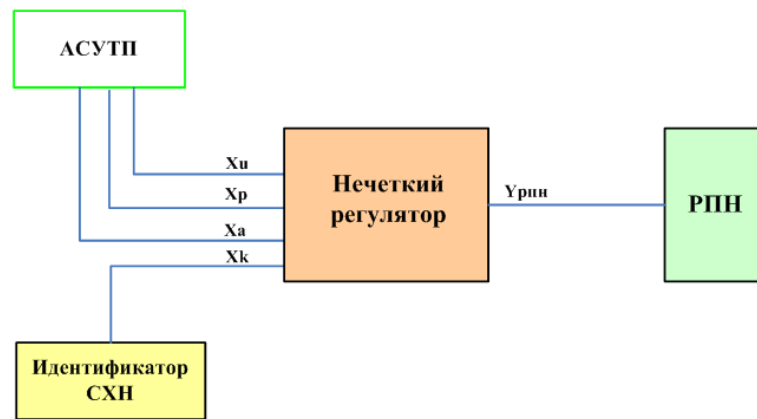 АСУТП
Xu
Xp
Xa
Xk
Нечеткий
регулятор
Yрпн
РПН
Идентификатор
СХН